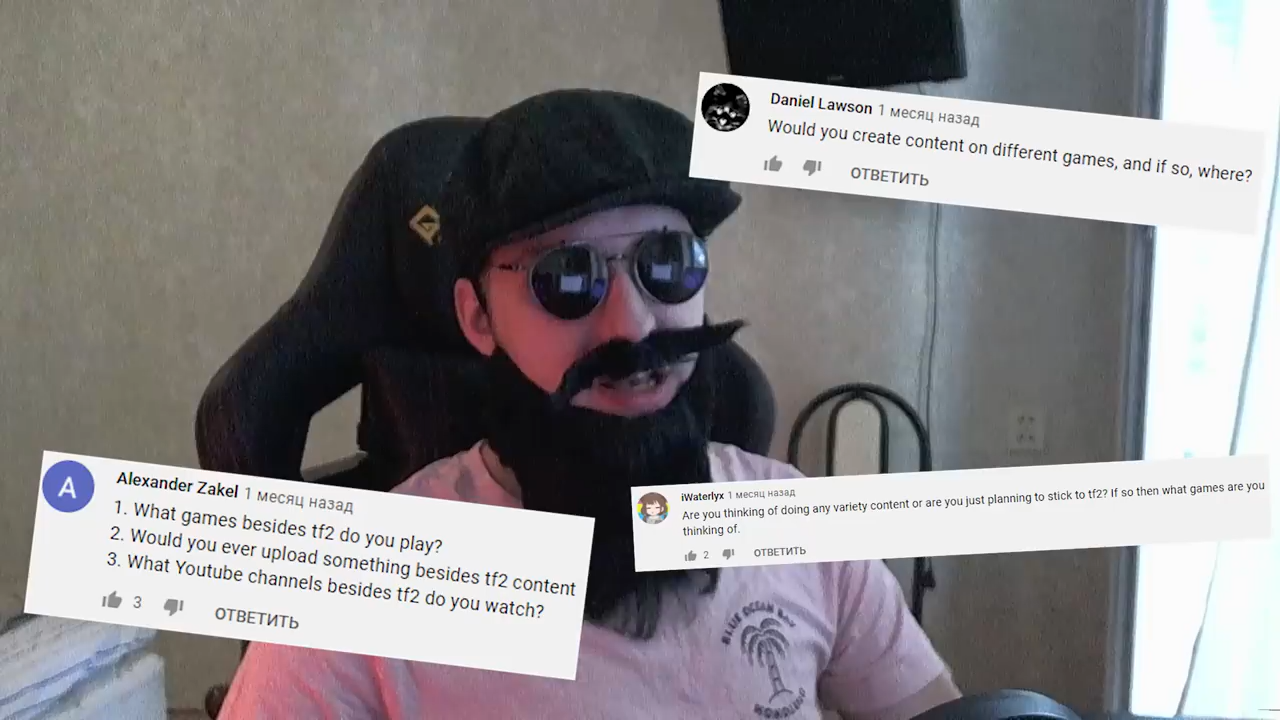 Daniel Lawson 1 месяц назад
Would you create content on different games, and if so, where?
ОТВЕТИТЬ
Alexander Zakel 1 месяц назад
1. What games besides tf2 do you play?
2. Would you ever upload something besides tf2 content
3. What Youtube channels besides tf2 do you watch?
3
ОТВЕТИТЬ
iWaterlyx 1 месяц назад
Are you thinking of doing any variety content or are you just planning to stick to tf2? If so then what games are you
thinking of.
2
ОТВЕТИТЬ
BLUE OCEAN BAY